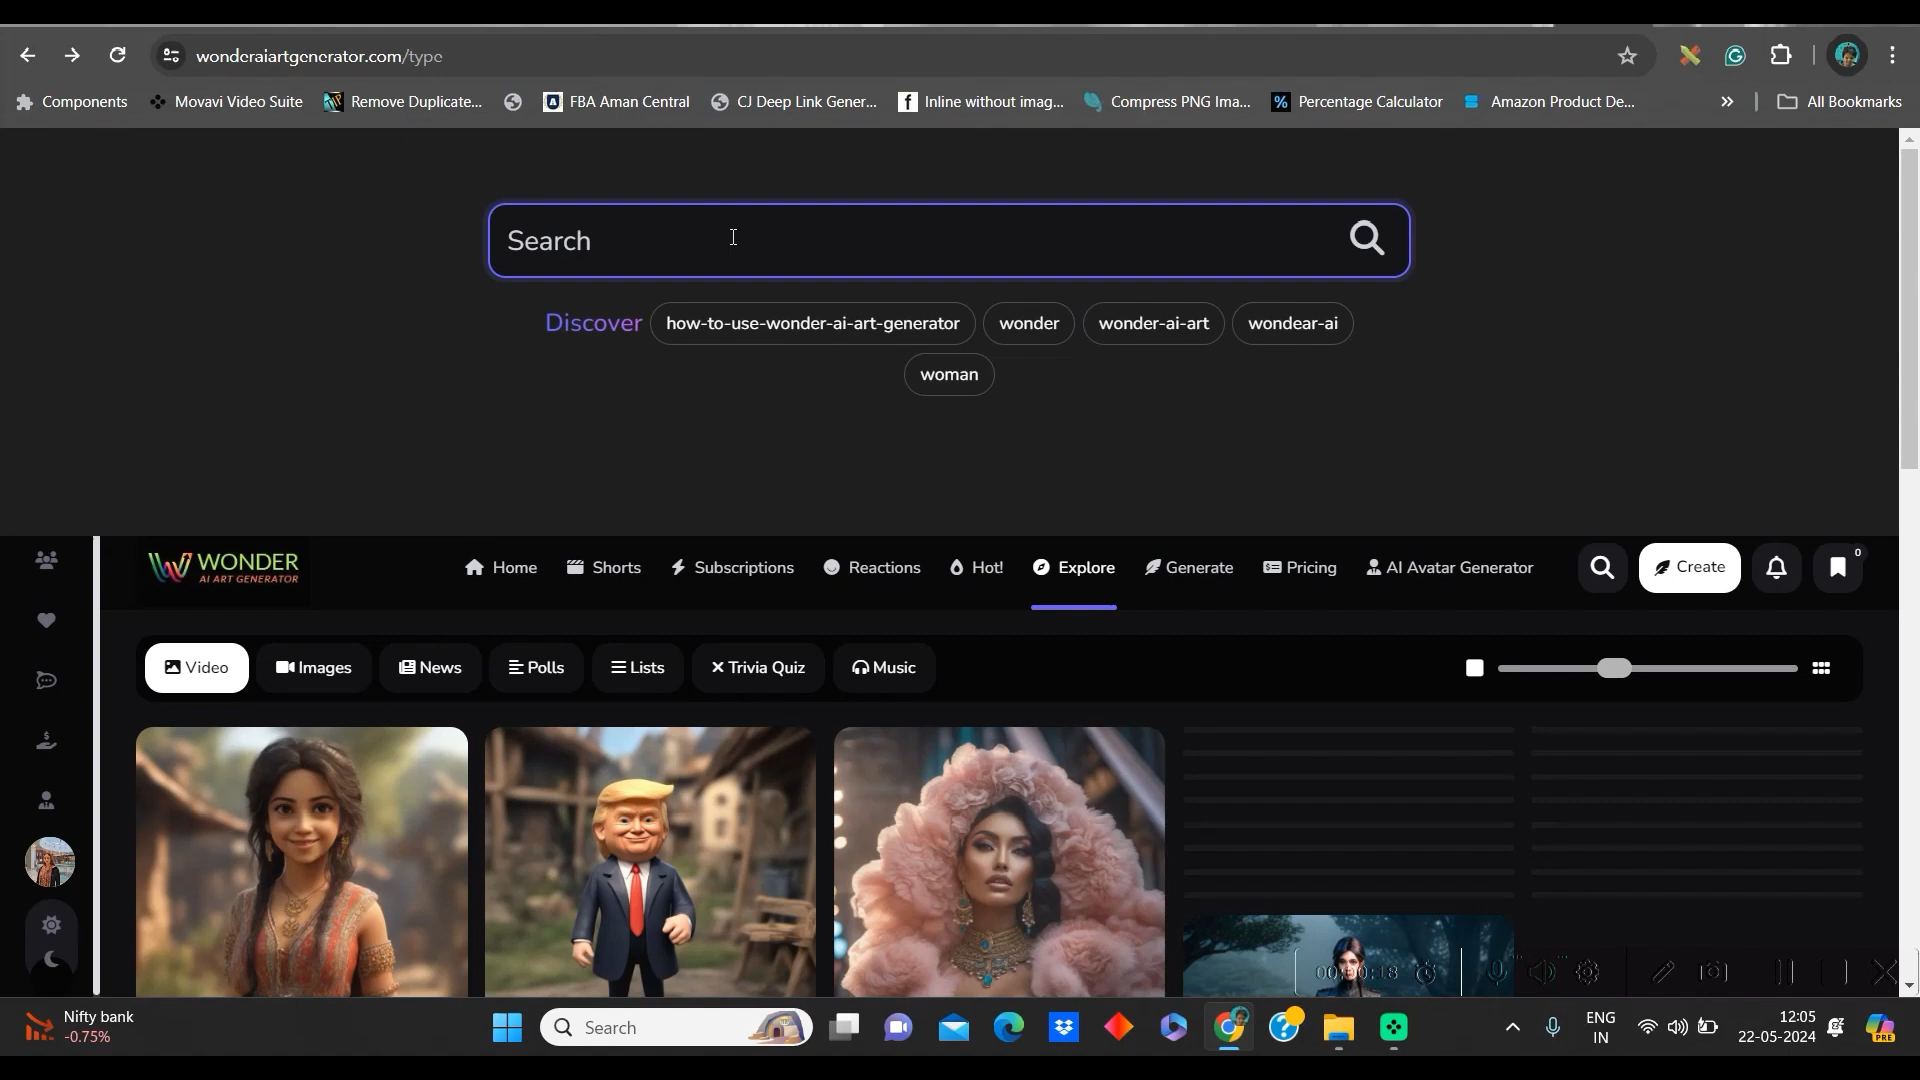 wonderaiartgenerator.com/type
Components
Movavi Video Suite
Remove Duplicate...
FBA Aman Central
CJ Deep Link Gener...
Inline without imag...
Compress PNG Ima...
Percentage Calculator
Amazon Product De...
All Bookmarks
Search
Discover
how-to-use-wonder-ai-art-generator
wonder
wonder-ai-art
wondear-ai
woman
WONDER
AI ART GENERATOR
Home
Shorts
Subscriptions
Reactions
Hot!
Explore
Generate
Pricing
AI Avatar Generator
Create
0
Video
Images
News
Polls
Lists
Trivia Quiz
Music
Nifty bank
-0.75%
Search
ENG
IN
12:05
22-05-2024
PRE